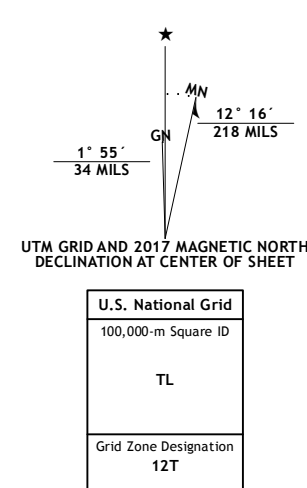 ★
MN
12° 16´
218 MILS
GN
1° 55´
34 MILS
UTM GRID AND 2017 MAGNETIC NORTH
DECLINATION AT CENTER OF SHEET
U.S. National Grid
100,000-m Square ID
TL
Grid Zone Designation
12T